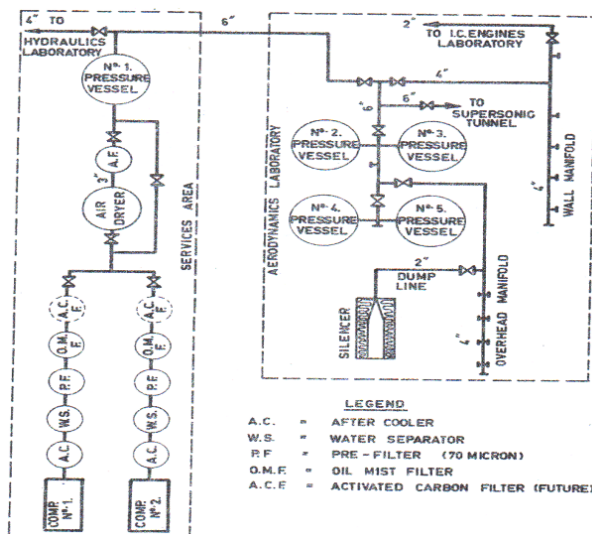 4" TO
HYDRAULICS
LABORATORY
6"
2"
TO I.C. ENGINES
LABORATORY
Nº· 1.
PRESSURE
VESSEL
4"
6"
6"
TO
SUPERSONIC
TUNNEL
A.F.
3"
AIR
DRYER
SERVICES AREA
AERODYNAMICS LABORATORY
Nº· 2.
PRESSURE
VESSEL
Nº· 3.
PRESSURE
VESSEL
Nº· 4.
PRESSURE
VESSEL
Nº· 5.
PRESSURE
VESSEL
4"
WALL MANIFOLD
2"
DUMP
LINE
SILENCER
4"
OVERHEAD MANIFOLD
A.C.
F.
A.C.
F.
O.M.
F.
O.M.
F.
P.F.
P.F.
W.S.
W.S.
A.C.
A.C.
COMP.
Nº·1.
COMP.
Nº·2.
LEGEND
A.C. = AFTER COOLER
W.S. " WATER SEPARATOR
P.F = PRE-FILTER (70 MICRON)
O.M.F. = OIL MIST FILTER
A.C.F. = ACTIVATED CARBON FILTER (FUTURE)